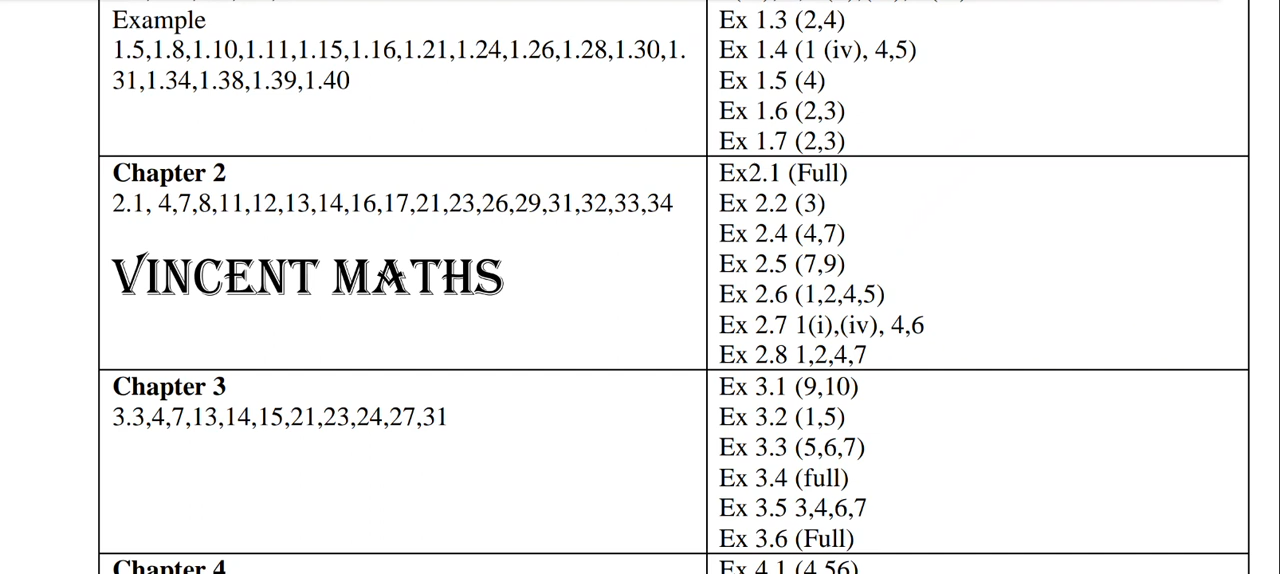 Example
1.5,1.8,1.10,1.11,1.15,1.16,1.21,1.24,1.26,1.28,1.30,1.
31,1.34,1.38,1.39,1.40
Ex 1.3 (2,4)
Ex 1.4 (1 (iv), 4,5)
Ex 1.5 (4)
Ex 1.6 (2,3)
Ex 1.7 (2,3)
Chapter 2
2.1, 4,7,8,11,12,13,14,16,17,21,23,26,29,31,32,33,34
VINCENT MATHS
Ex2.1 (Full)
Ex 2.2 (3)
Ex 2.4 (4,7)
Ex 2.5 (7,9)
Ex 2.6 (1,2,4,5)
Ex 2.7 1(i),(iv), 4,6
Ex 2.8 1,2,4,7
Chapter 3
3.3,4,7,13,14,15,21,23,24,27,31
Ex 3.1 (9,10)
Ex 3.2 (1,5)
Ex 3.3 (5,6,7)
Ex 3.4 (full)
Ex 3.5 3,4,6,7
Ex 3.6 (Full)
Chapter 4
Ex 4.1 (4,56)